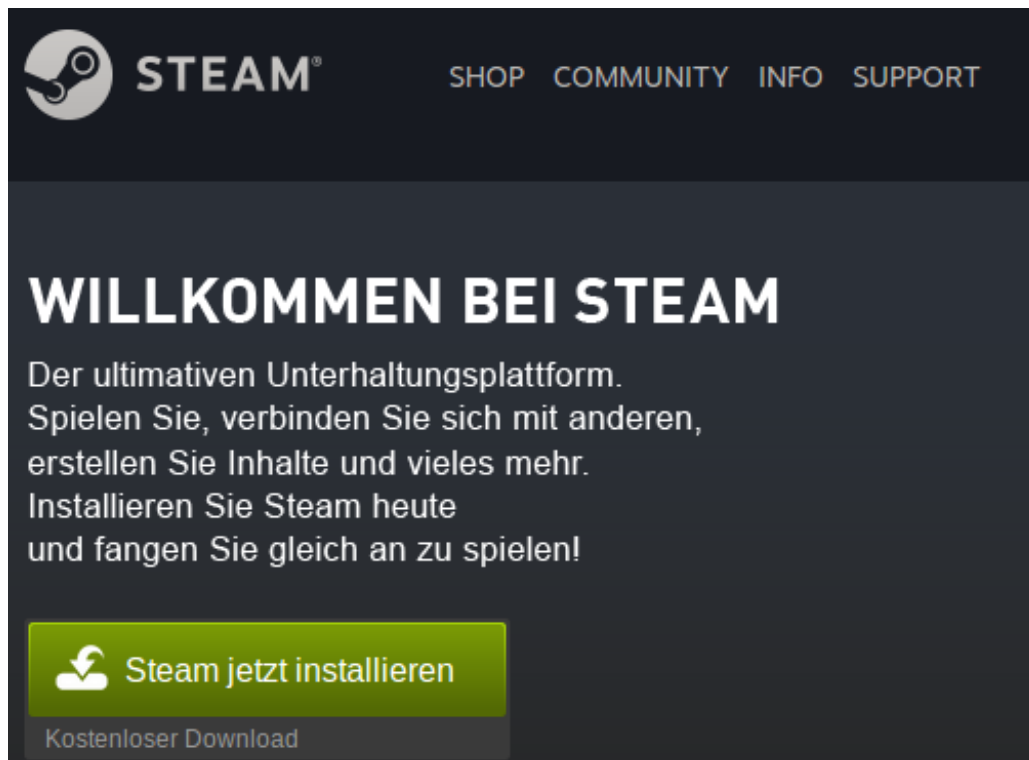 STEAM®
SHOP COMMUNITY INFO SUPPORT
WILLKOMMEN BEI STEAM
Der ultimativen Unterhaltungsplattform.
Spielen Sie, verbinden Sie sich mit anderen,
erstellen Sie Inhalte und vieles mehr.
Installieren Sie Steam heute
und fangen Sie gleich an zu spielen!
Steam jetzt installieren
Kostenloser Download